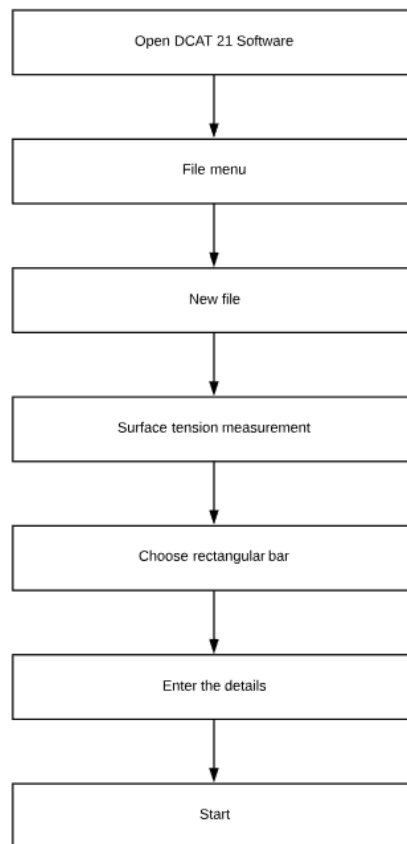 Open DCAT 21 Software
File menu
New file
Surface tension measurement
Choose rectangular bar
Enter the details
Start